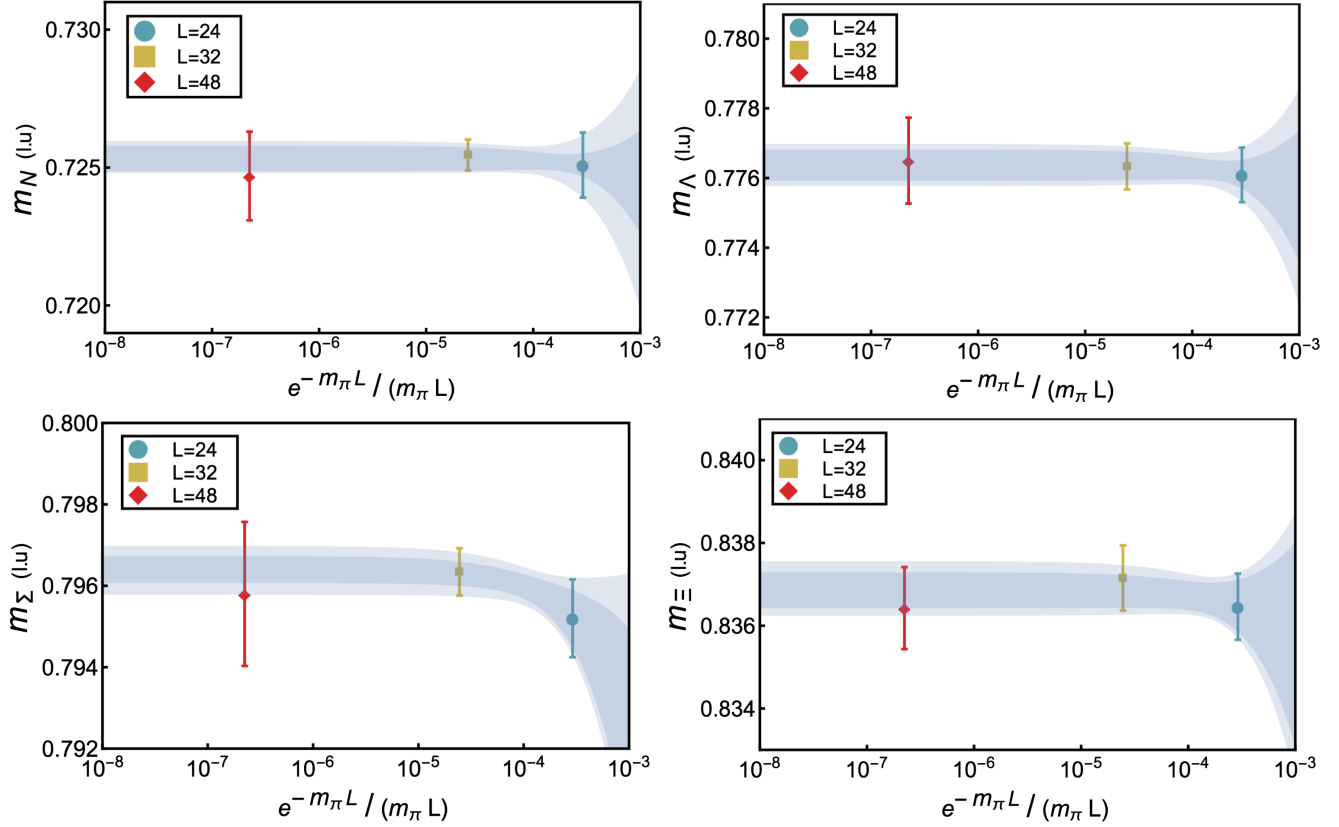 0.730
0.725
0.720
m_N (l.u)
L=24
L=32
L=48
10⁻⁸ 10⁻⁷ 10⁻⁶ 10⁻⁵ 10⁻⁴ 10⁻³
e^{-m_π L} / (m_π L)
0.780
0.778
0.776
0.774
0.772
m_Λ (l.u)
L=24
L=32
L=48
10⁻⁸ 10⁻⁷ 10⁻⁶ 10⁻⁵ 10⁻⁴ 10⁻³
e^{-m_π L} / (m_π L)
0.800
0.798
0.796
0.794
0.792
m_Σ (l.u)
L=24
L=32
L=48
10⁻⁸ 10⁻⁷ 10⁻⁶ 10⁻⁵ 10⁻⁴ 10⁻³
e^{-m_π L} / (m_π L)
0.840
0.838
0.836
0.834
m_Ξ (l.u)
L=24
L=32
L=48
10⁻⁸ 10⁻⁷ 10⁻⁶ 10⁻⁵ 10⁻⁴ 10⁻³
e^{-m_π L} / (m_π L)